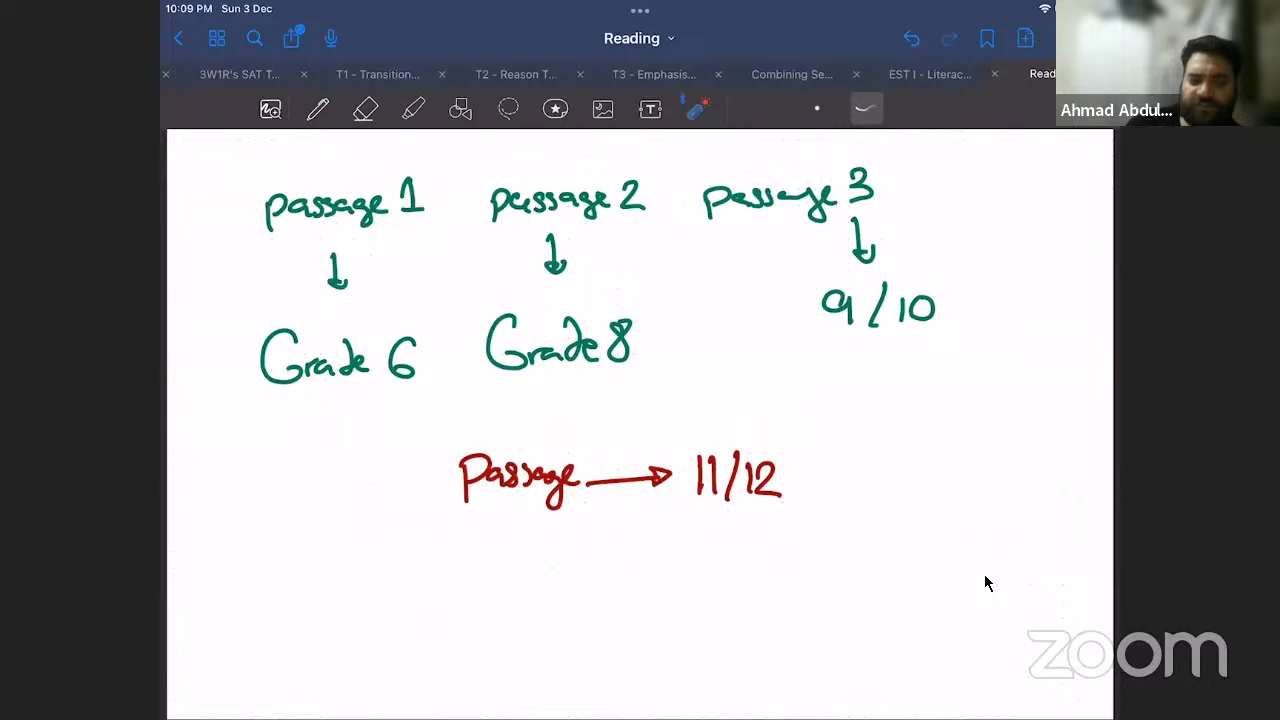 10:09 PM Sun 3 Dec
Reading
3W1R's SAT T...
T1 - Transition...
T2 - Reason T...
T3 - Emphasis...
Combining Se...
EST I - Literac...
Read
Ahmad Abdul...
passage 1 passage 2 passage 3
Grade 6 Grade 8 9/10
Passage → 11/12
zoom